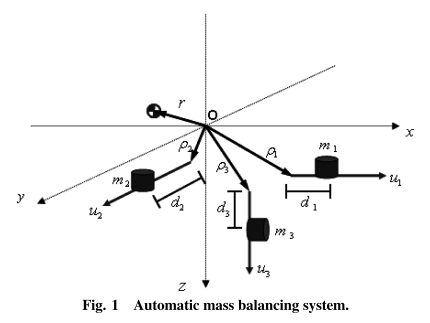 r
O
x
ρ₂
ρ₁
m₁
ρ₃
m₂
u₁
y
d₂
d₁
u₂
d₃
m₃
u₃
z
Fig. 1 Automatic mass balancing system.